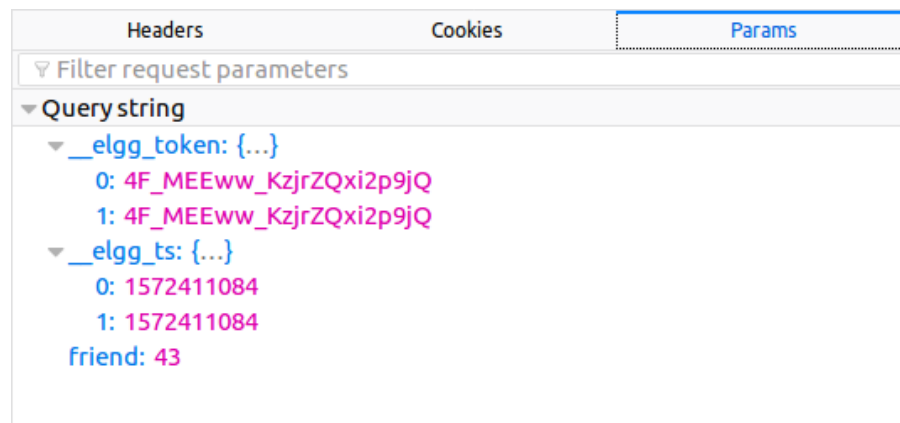 Headers Cookies Params
Filter request parameters
Query string
__elgg_token: {…}
0: 4F_MEEww_KzjrZQxi2p9jQ
1: 4F_MEEww_KzjrZQxi2p9jQ
__elgg_ts: {…}
0: 1572411084
1: 1572411084
friend: 43